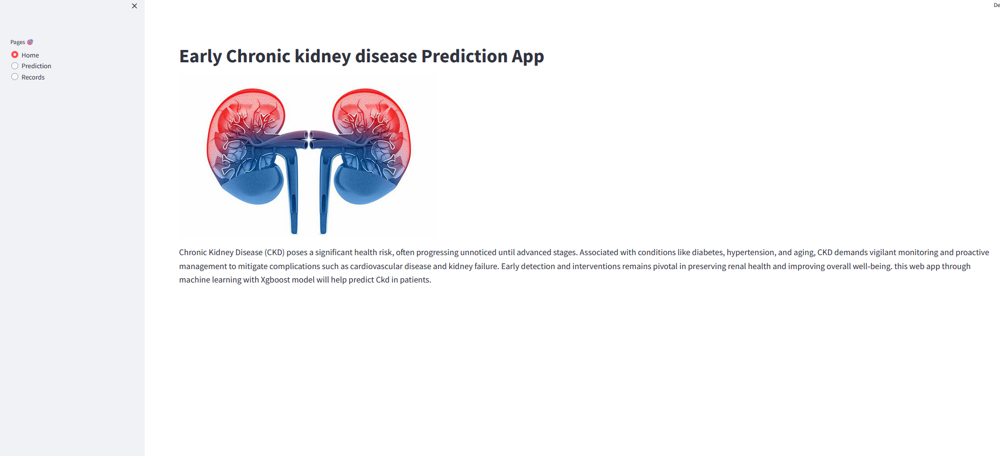 Pages 🎯
Home
Prediction
Records
De
Early Chronic kidney disease Prediction App
Chronic Kidney Disease (CKD) poses a significant health risk, often progressing unnoticed until advanced stages. Associated with conditions like diabetes, hypertension, and aging, CKD demands vigilant monitoring and proactive
management to mitigate complications such as cardiovascular disease and kidney failure. Early detection and interventions remains pivotal in preserving renal health and improving overall well-being. this web app through
machine learning with Xgboost model will help predict Ckd in patients.